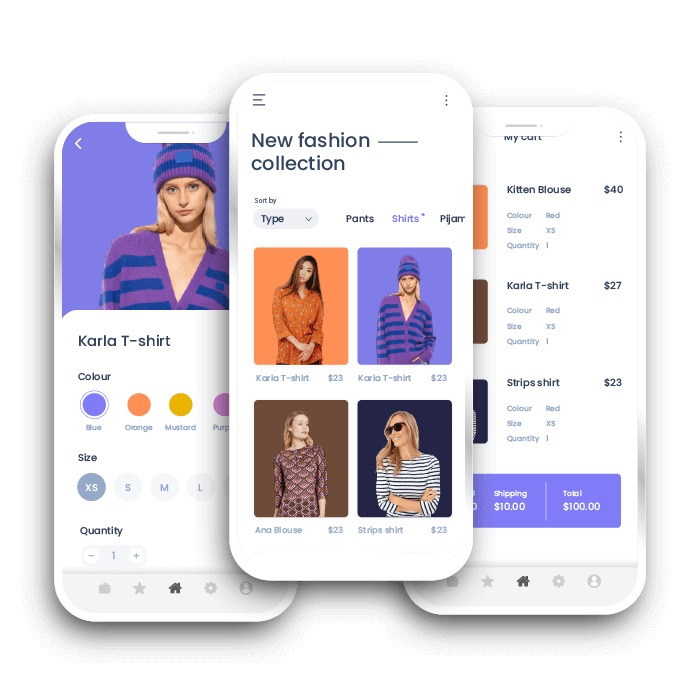 Karla T-shirt
Colour
Blue Orange Mustard
Size
XS S M L
Quantity
− 1 +
New fashion
collection
Sort by
Type Pants Shirts Pijam
Karla T-shirt $23 Karla T-shirt $23
Ana Blouse $23 Strips shirt $23
My cart
Kitten Blouse $40
Colour Red
Size XS
Quantity 1
Karla T-shirt $27
Colour Red
Size XS
Quantity 1
Strips shirt $23
Colour Red
Size XS
Quantity 1
Shipping Total
$10.00 $100.00